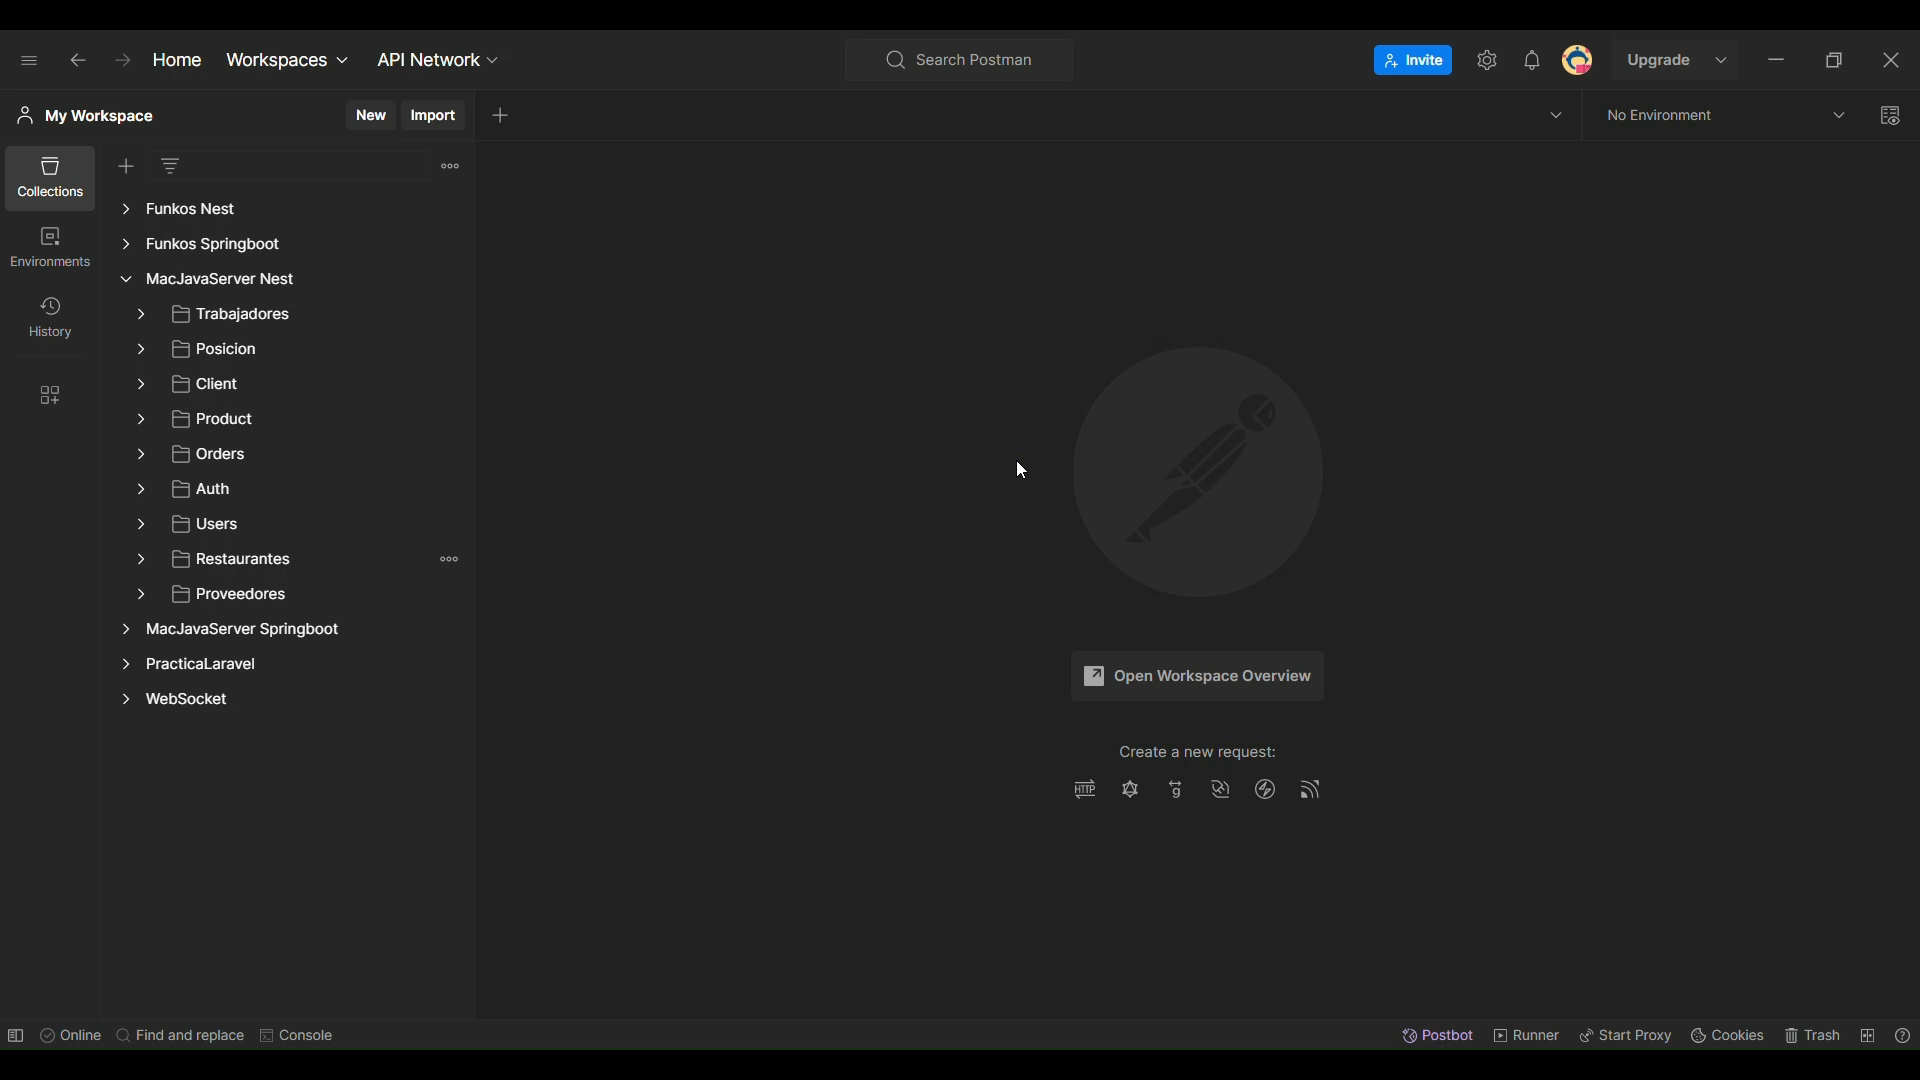 Home Workspaces API Network Search Postman Invite Upgrade
My Workspace New Import No Environment
Collections
Environments
History
Funkos Nest
Funkos Springboot
MacJavaServer Nest
Trabajadores
Posicion
Client
Product
Orders
Auth
Users
Restaurantes
Proveedores
MacJavaServer Springboot
PracticaLaravel
WebSocket
Open Workspace Overview
Create a new request:
HTTP g
Online Find and replace Console Postbot Runner Start Proxy Cookies Trash